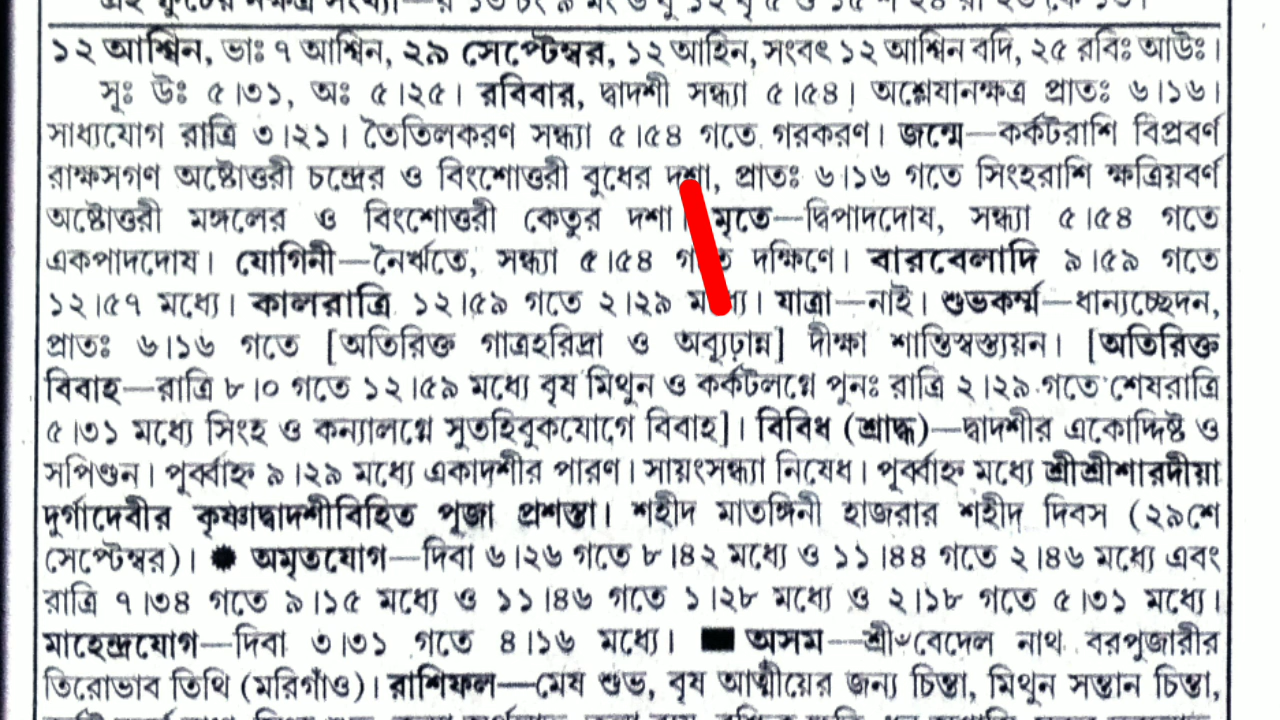 ১২ আশ্বিন, ভাঃ ৭ আশ্বিন, ২৯ সেপ্টেম্বর, ১২ আহিন, সংবৎ ১২ আশ্বিন বদি, ২৫ রবিঃ আউঃ।
সূঃ উঃ ৫।৩১, অঃ ৫।২৫। রবিবার, দ্বাদশী সন্ধ্যা ৫।৫৪। অশ্লেষানক্ষত্র প্রাতঃ ৬।১৬।
সাধ্যযোগ রাত্রি ৩।২১। তৈতিলকরণ সন্ধ্যা ৫।৫৪ গতে গরকরণ। জন্মে—কর্কটরাশি বিপ্রবর্ণ
রাক্ষসগণ অষ্টোত্তরী চন্দ্রের ও বিংশোত্তরী বুধের দশা, প্রাতঃ ৬।১৬ গতে সিংহরাশি ক্ষত্রিয়বর্ণ
অষ্টোত্তরী মঙ্গলের ও বিংশোত্তরী কেতুর দশা। মৃতে—দ্বিপাদদোষ, সন্ধ্যা ৫।৫৪ গতে
একপাদদোষ। যোগিনী—নৈর্ঋতে, সন্ধ্যা ৫।৫৪ গতে দক্ষিণে। বারবেলাদি ৯।৫৯ গতে
১২।৫৭ মধ্যে। কালরাত্রি ১২।৫৯ গতে ২।২৯ মধ্যে। যাত্রা—নাই। শুভকর্ম্ম—ধান্যচ্ছেদন,
প্রাতঃ ৬।১৬ গতে [অতিরিক্ত গাত্রহরিদ্রা ও অব্যূঢ়ান্ন] দীক্ষা শান্তিস্বস্ত্যয়ন। [অতিরিক্ত
বিবাহ—রাত্রি ৮।০ গতে ১২।৫৯ মধ্যে বৃষ মিথুন ও কর্কটলগ্নে পুনঃ রাত্রি ২।২৯ গতে শেষরাত্রি
৫।৩১ মধ্যে সিংহ ও কন্যালগ্নে সুতহিবুকযোগে বিবাহ]। বিবিধ (শ্রাদ্ধ)—দ্বাদশীর একোদ্দিষ্ট ও
সপিণ্ডন। পূর্ব্বাহ্ন ৯।২৯ মধ্যে একাদশীর পারণ। সায়ংসন্ধ্যা নিষেধ। পূর্ব্বাহ্ন মধ্যে শ্রীশ্রীশারদীয়া
দুর্গাদেবীর কৃষ্ণাদ্বাদশীবিহিত পূজা প্রশস্তা। শহীদ মাতঙ্গিনী হাজরার শহীদ দিবস (২৯শে
সেপ্টেম্বর)। ✹ অমৃতযোগ—দিবা ৬।২৬ গতে ৮।৪২ মধ্যে ও ১১।৪৪ গতে ২।৪৬ মধ্যে এবং
রাত্রি ৭।৩৪ গতে ৯।১৫ মধ্যে ও ১১।৪৬ গতে ১।২৮ মধ্যে ও ২।১৮ গতে ৫।৩১ মধ্যে।
মাহেন্দ্রযোগ—দিবা ৩।৩১ গতে ৪।১৬ মধ্যে। ■ অসম—শ্রী৺বেদেল নাথ বরপূজারীর
তিরোভাব তিথি (মরিগাঁও)। রাশিফল—মেষ শুভ, বৃষ আত্মীয়ের জন্য চিন্তা, মিথুন সন্তান চিন্তা,